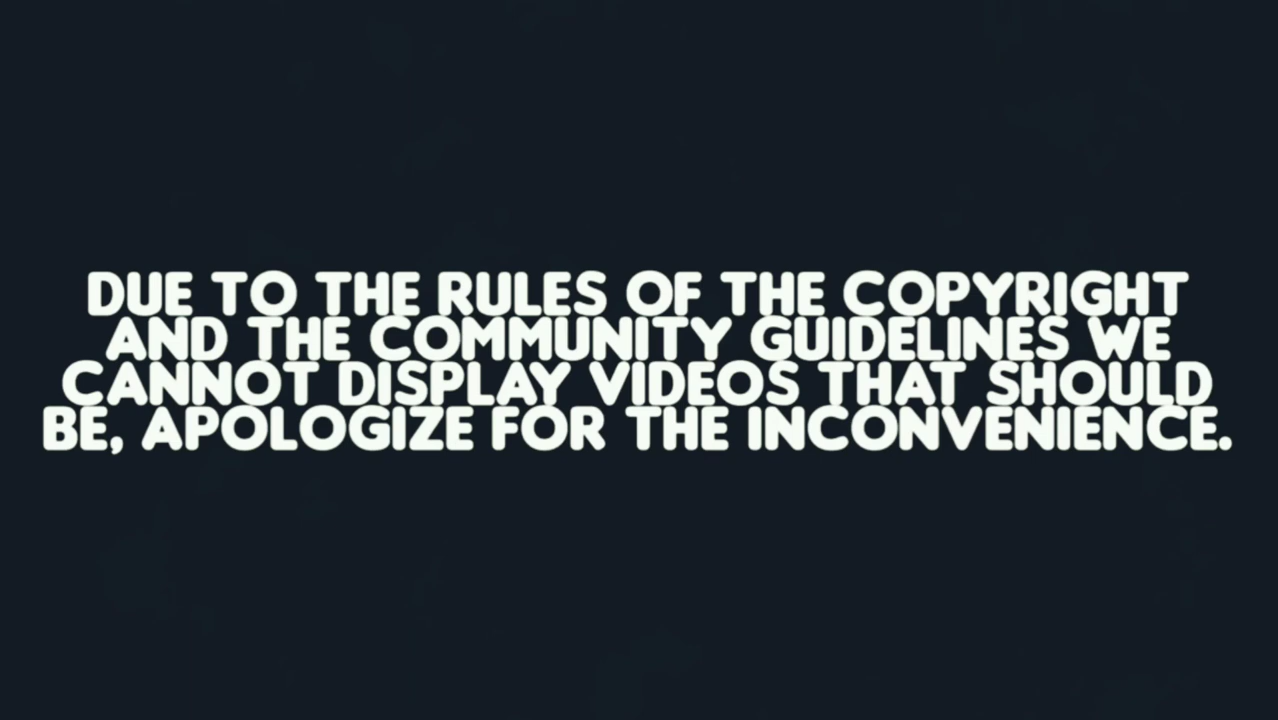 DUE TO THE RULES OF THE COPYRIGHT
AND THE COMMUNITY GUIDELINES WE
CANNOT DISPLAY VIDEOS THAT SHOULD
BE, APOLOGIZE FOR THE INCONVENIENCE.